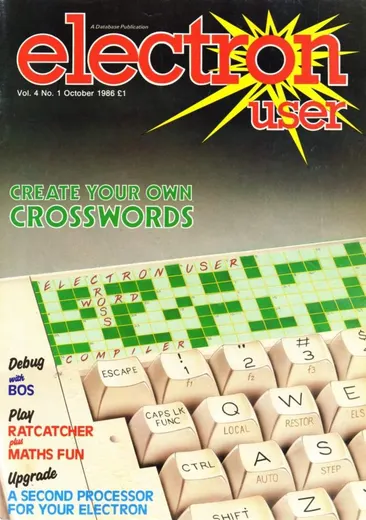 A Database Publication
electron
user
Vol. 4 No. 1 October 1986 £1
CREATE YOUR OWN
CROSSWORDS
ELECTRON USER
CROSS
WORD
COMPILER
Debug
with
BOS
Play
RATCATCHER
plus
MATHS FUN
Upgrade
A SECOND PROCESSOR
FOR YOUR ELECTRON
ESCAPE
!
1
f1
"
2
f2
#
3
f3
CAPS LK
FUNC
Q
LOCAL
W
RESTOR
E
ELS
CTRL
A
AUTO
S
STEP
SHIFT
Z